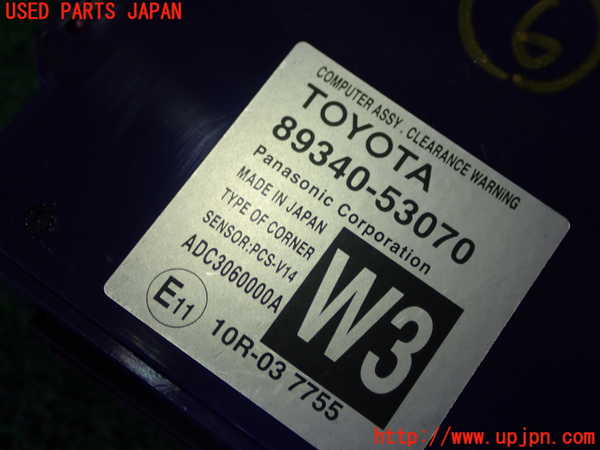 USED PARTS JAPAN
6
COMPUTER ASSY, CLEARANCE WARNING
TOYOTA
89340-53070
Panasonic Corporation
MADE IN JAPAN
TYPE OF CORNER
SENSOR:PCS-V14
ADC3060000A
W3
E11
10R-03 7755
http://www.upjpn.com/